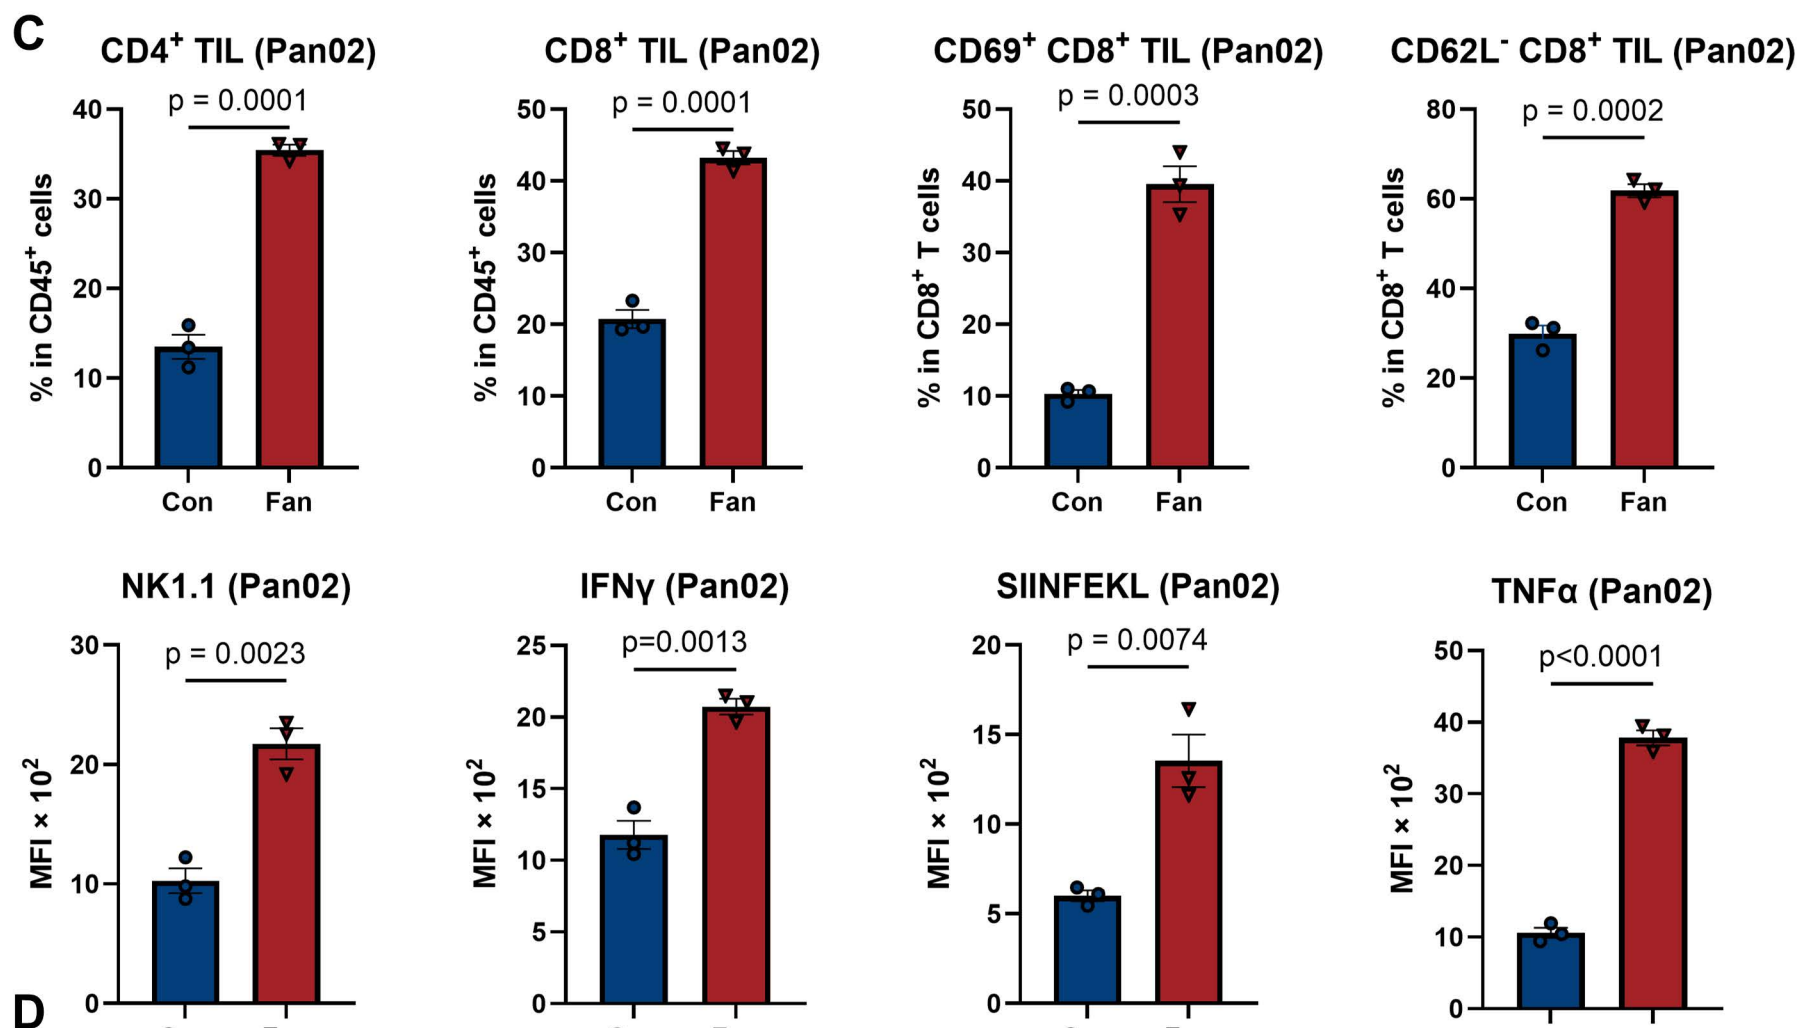 C
CD4+ TIL (Pan02)
p = 0.0001
% in CD45+ cells
40
30
20
10
0
Con Fan
CD8+ TIL (Pan02)
p = 0.0001
% in CD45+ cells
50
40
30
20
10
0
Con Fan
CD69+ CD8+ TIL (Pan02)
p = 0.0003
% in CD8+ T cells
50
40
30
20
10
0
Con Fan
CD62L- CD8+ TIL (Pan02)
p = 0.0002
% in CD8+ T cells
80
60
40
20
0
Con Fan
NK1.1 (Pan02)
p = 0.0023
MFI × 10²
30
20
10
0
IFNγ (Pan02)
p=0.0013
MFI × 10²
25
20
15
10
5
0
SIINFEKL (Pan02)
p = 0.0074
MFI × 10²
20
15
10
5
0
TNFα (Pan02)
p<0.0001
MFI × 10²
50
40
30
20
10
0
D